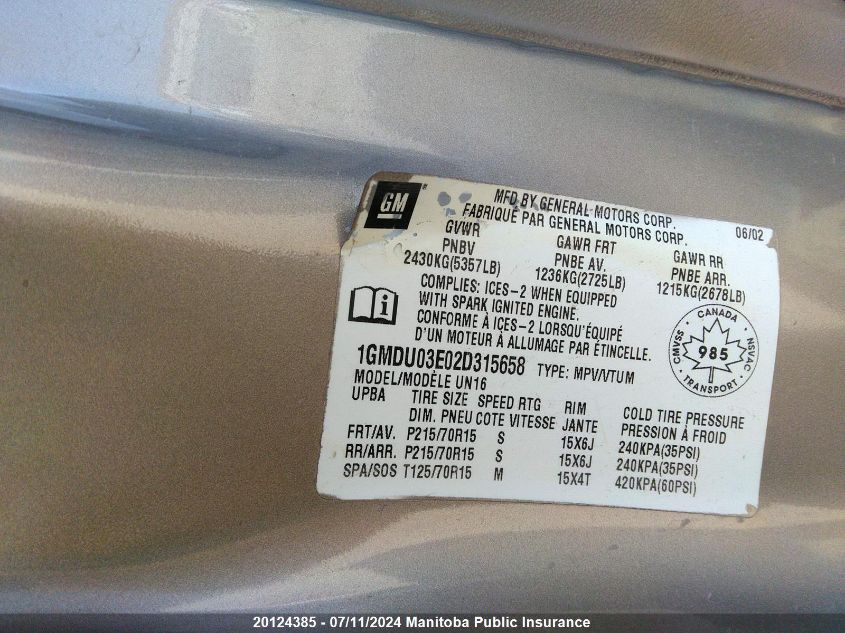 GM
MFD BY GENERAL MOTORS CORP.
FABRIQUÉ PAR GENERAL MOTORS CORP.
06/02
GVWR GAWR FRT GAWR RR
PNBV PNBE AV. PNBE ARR.
2430KG(5357LB) 1236KG(2725LB) 1215KG(2678LB)
COMPLIES: ICES-2 WHEN EQUIPPED
WITH SPARK IGNITED ENGINE.
CONFORME À ICES-2 LORSQU'ÉQUIPÉ
D'UN MOTEUR A ALLUMAGE PAR ÉTINCELLE.
CANADA
CMVSS 985 NSVAC
TRANSPORT
1GMDU03E02D315658 TYPE: MPV/VTUM
MODEL/MODÈLE UN16
UPBA TIRE SIZE SPEED RTG RIM COLD TIRE PRESSURE
DIM. PNEU COTE VITESSE JANTE PRESSION À FROID
FRT/AV. P215/70R15 S 15X6J 240KPA(35PSI)
RR/ARR. P215/70R15 S 15X6J 240KPA(35PSI)
SPA/SOS T125/70R15 M 15X4T 420KPA(60PSI)
20124385 - 07/11/2024 Manitoba Public Insurance